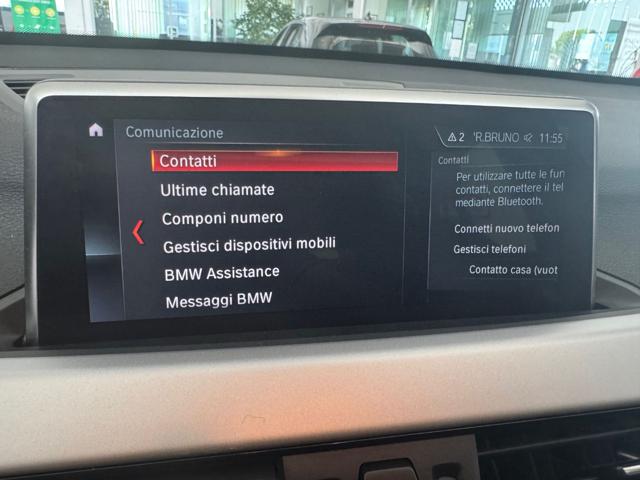 Comunicazione
2 'R.BRUNO 11:55
Contatti
Ultime chiamate
Componi numero
Gestisci dispositivi mobili
BMW Assistance
Messaggi BMW
Contatti
Per utilizzare tutte le fun
contatti, connettere il tel
mediante Bluetooth.
Connetti nuovo telefon
Gestisci telefoni
Contatto casa (vuot